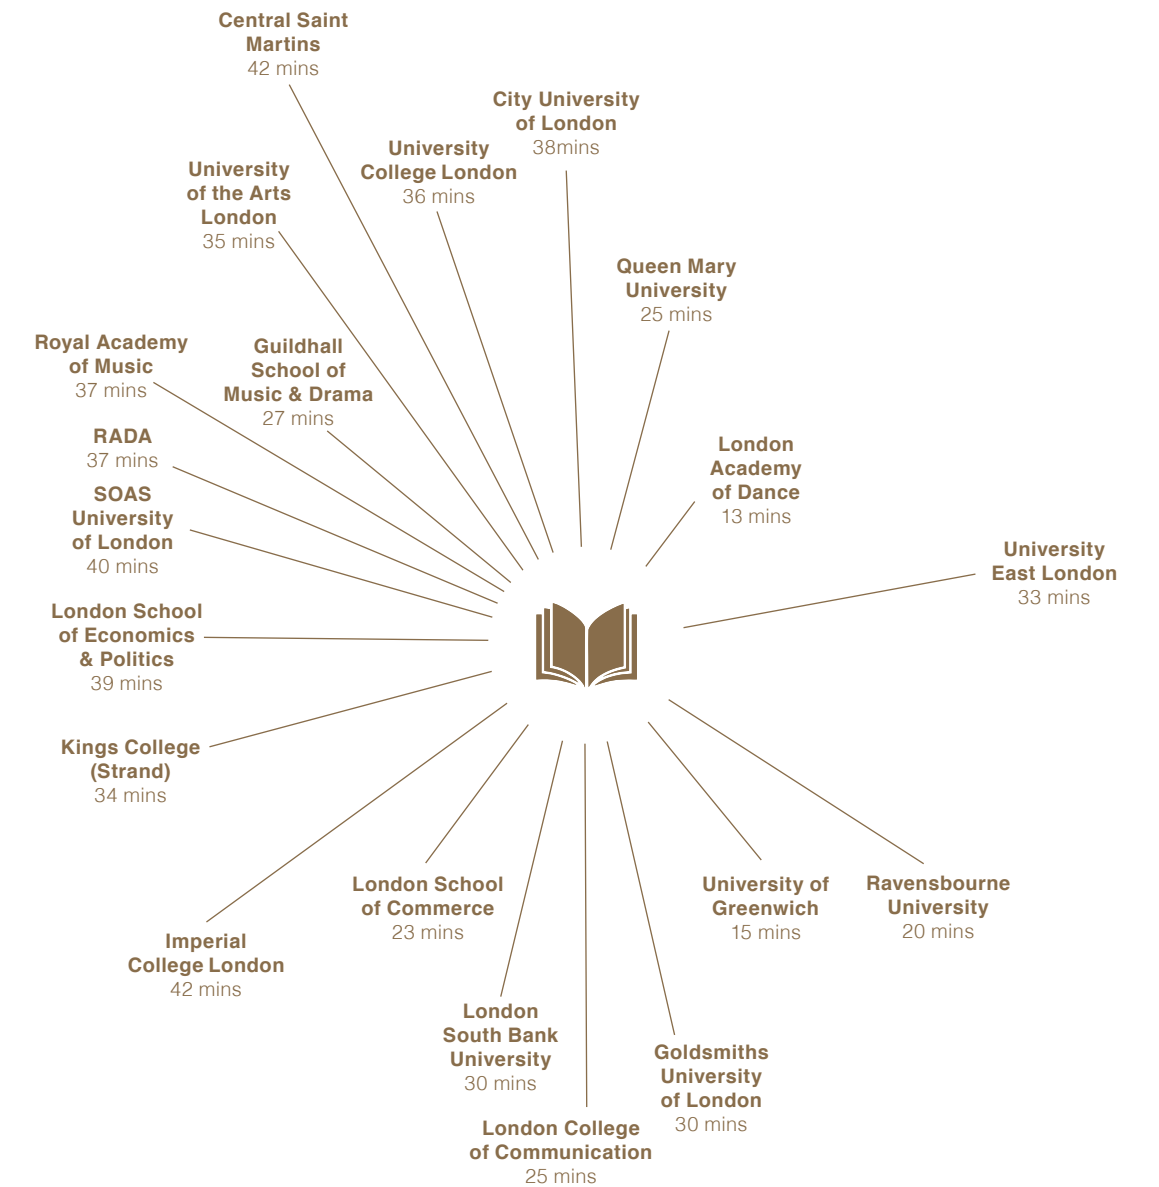 Central Saint
Martins
42 mins
City University
of London
38mins
University
College London
36 mins
University
of the Arts
London
35 mins
Queen Mary
University
25 mins
Royal Academy
of Music
37 mins
Guildhall
School of
Music & Drama
27 mins
RADA
37 mins
London
Academy
of Dance
13 mins
SOAS
University
of London
40 mins
University
East London
33 mins
London School
of Economics
& Politics
39 mins
Kings College
(Strand)
34 mins
London School
of Commerce
23 mins
University of
Greenwich
15 mins
Ravensbourne
University
20 mins
Imperial
College London
42 mins
London
South Bank
University
30 mins
Goldsmiths
University
of London
30 mins
London College
of Communication
25 mins